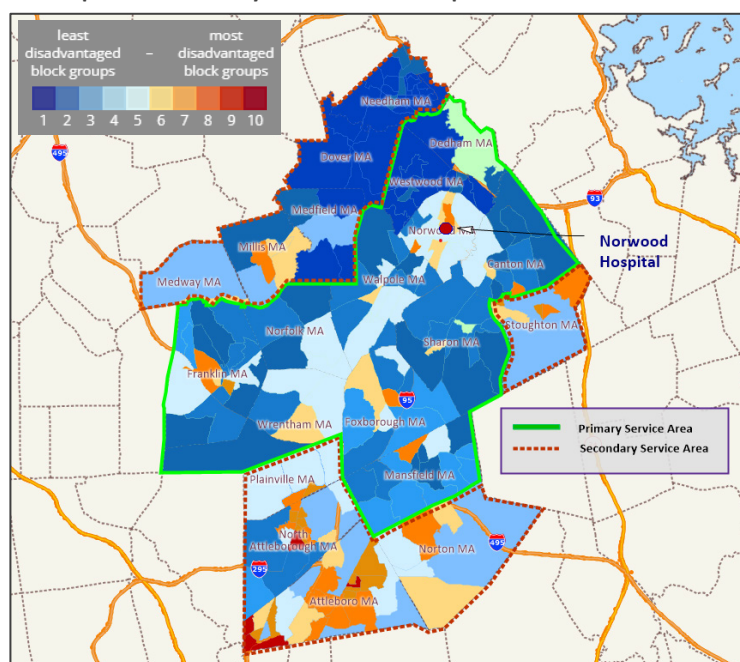 least
disadvantaged
block groups
–
most
disadvantaged
block groups
1 2 3 4 5 6 7 8 9 10
Needham MA
Dover MA
Dedham MA
Westwood MA
Medfield MA
495
93
Millis MA
Norwood
Norwood
Hospital
Canton MA
Medway MA
Walpole MA
Norfolk MA
Stoughton MA
Sharon MA
Franklin MA
95
Wrentham MA
Foxborough MA
Primary Service Area
Secondary Service Area
Mansfield MA
Plainville MA
North
Attleborough MA
Norton MA
495
295
Attleboro MA